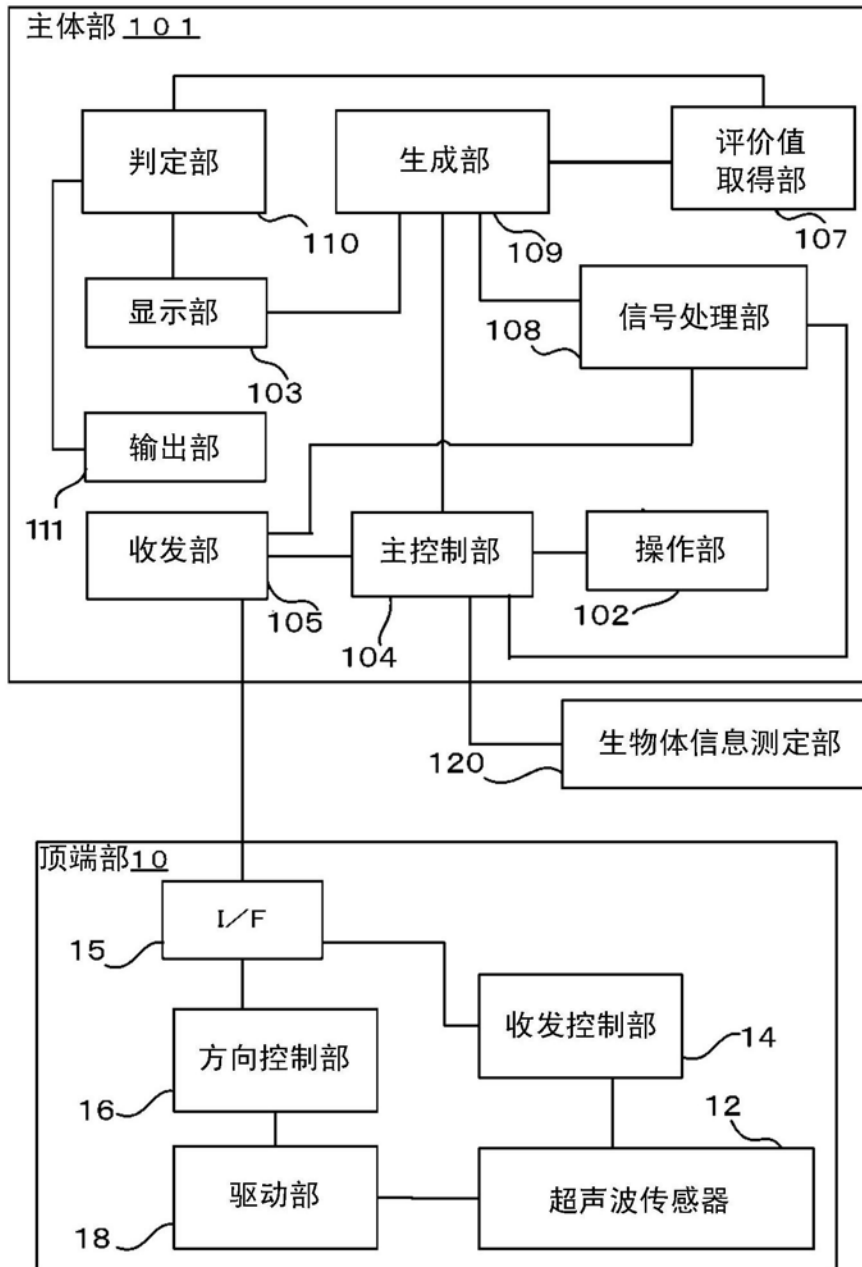 主体部 101
判定部
110
生成部
109
评价值
取得部
107
显示部
103
信号处理部
108
输出部
111
收发部
105
主控制部
104
操作部
102
生物体信息测定部
120
顶端部10
I/F
15
收发控制部
14
方向控制部
16
12
驱动部
18
超声波传感器